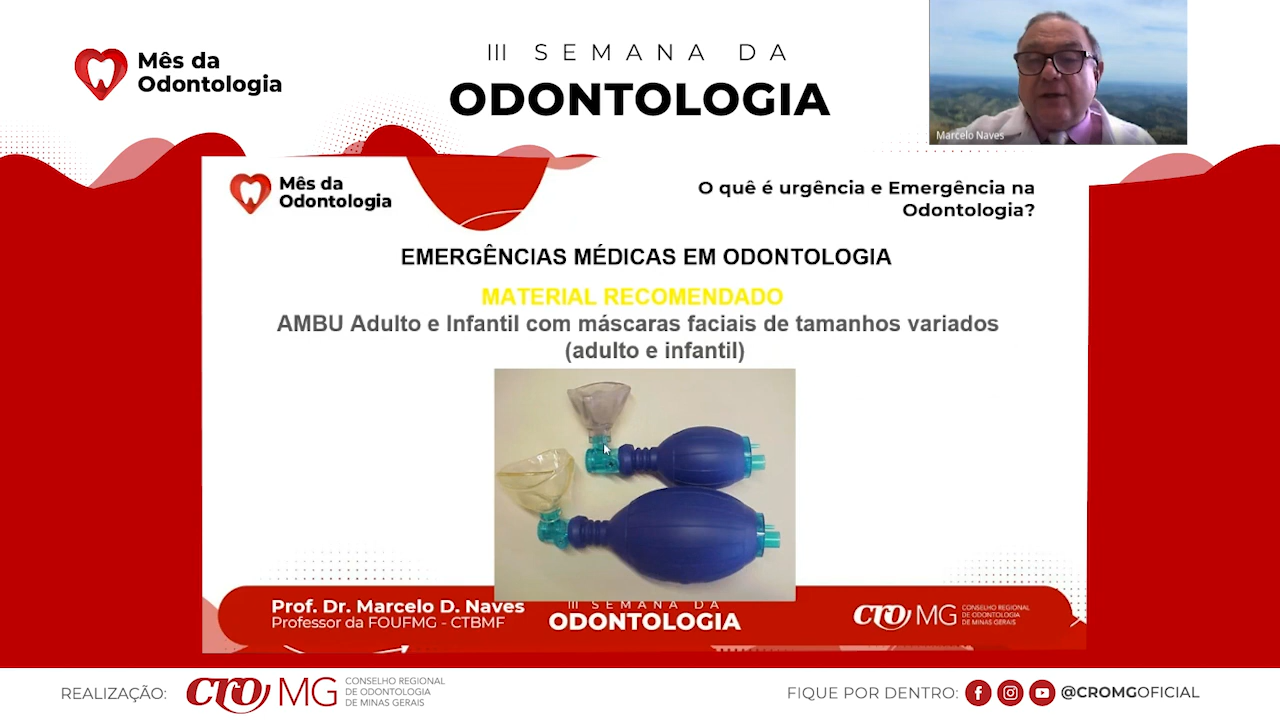 Mês da
Odontologia
III SEMANA DA
ODONTOLOGIA
Marcelo Naves
Mês da
Odontologia
O quê é urgência e Emergência na
Odontologia?
EMERGÊNCIAS MÉDICAS EM ODONTOLOGIA
MATERIAL RECOMENDADO
AMBU Adulto e Infantil com máscaras faciais de tamanhos variados
(adulto e infantil)
Prof. Dr. Marcelo D. Naves
Professor da FOUFMG - CTBMF
III SEMANA DA
ODONTOLOGIA
CRO MG
CONSELHO REGIONAL
DE ODONTOLOGIA
DE MINAS GERAIS
REALIZAÇÃO:
CRO MG
CONSELHO REGIONAL
DE ODONTOLOGIA
DE MINAS GERAIS
FIQUE POR DENTRO:
@CROMGOFICIAL